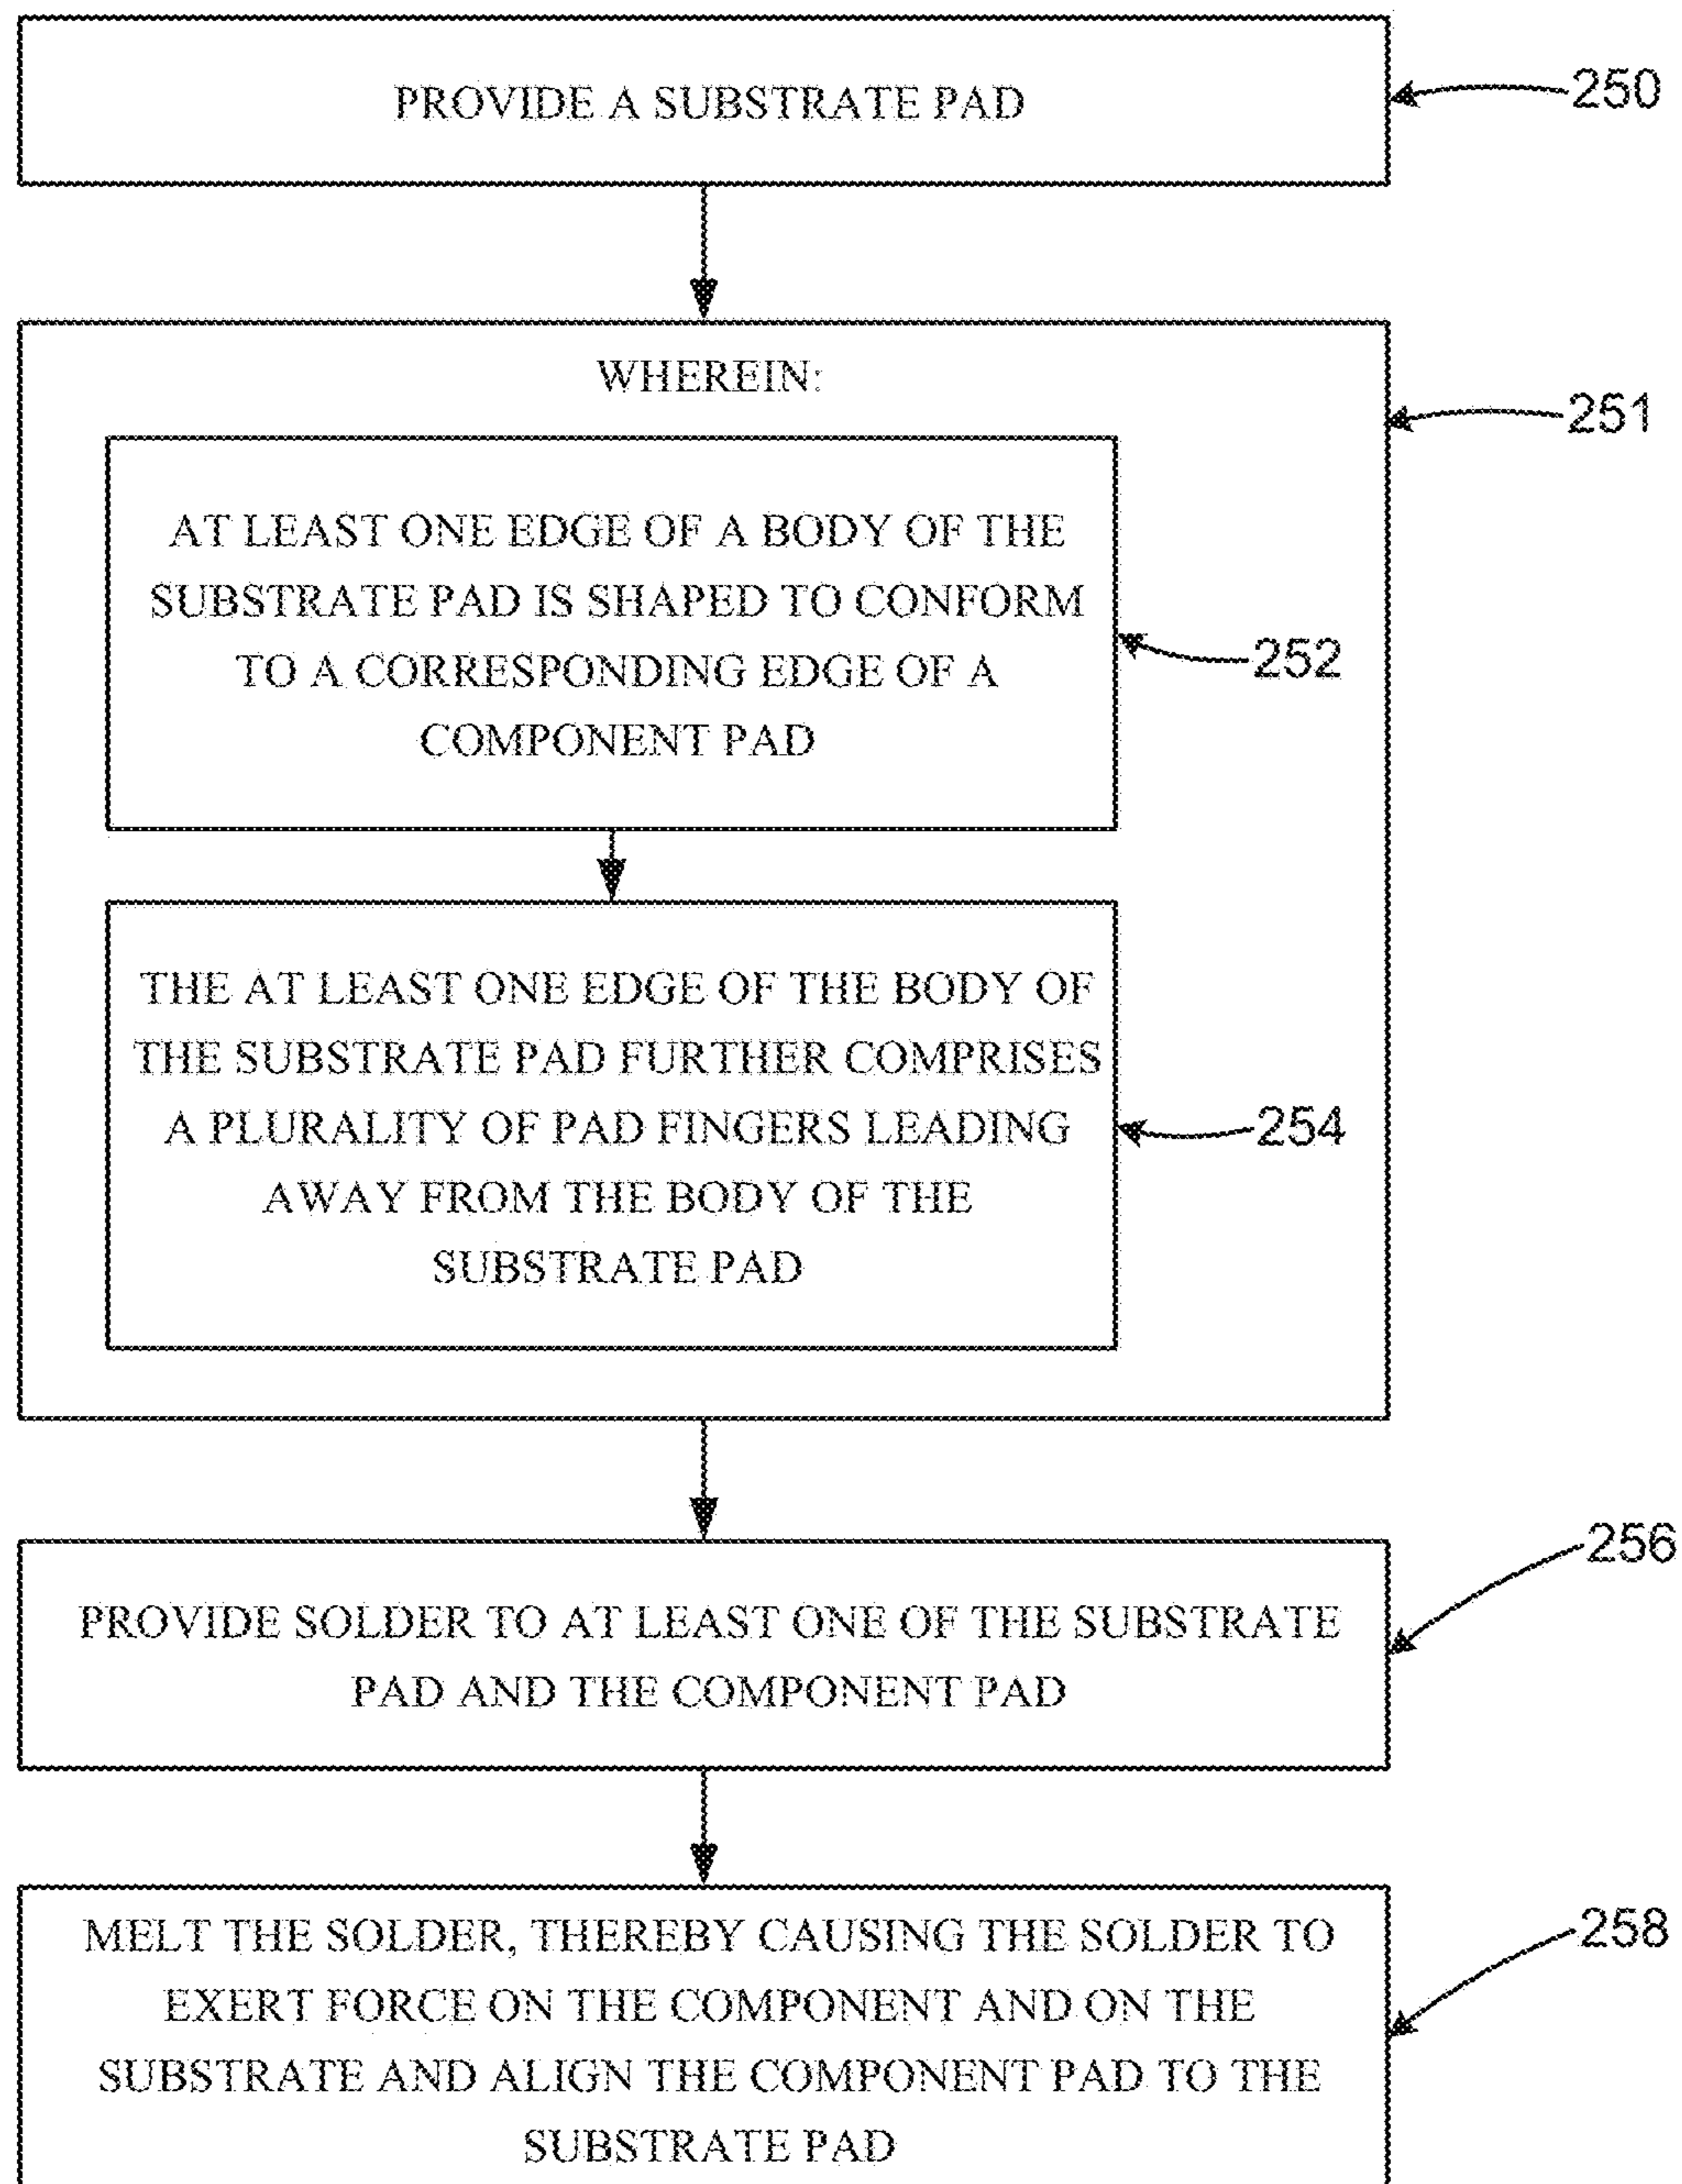 PROVIDE A SUBSTRATE PAD
250
WHEREIN:
251
AT LEAST ONE EDGE OF A BODY OF THE
SUBSTRATE PAD IS SHAPED TO CONFORM
TO A CORRESPONDING EDGE OF A
COMPONENT PAD
252
THE AT LEAST ONE EDGE OF THE BODY OF
THE SUBSTRATE PAD FURTHER COMPRISES
A PLURALITY OF PAD FINGERS LEADING
AWAY FROM THE BODY OF THE
SUBSTRATE PAD
254
PROVIDE SOLDER TO AT LEAST ONE OF THE SUBSTRATE
PAD AND THE COMPONENT PAD
256
MELT THE SOLDER, THEREBY CAUSING THE SOLDER TO
EXERT FORCE ON THE COMPONENT AND ON THE
SUBSTRATE AND ALIGN THE COMPONENT PAD TO THE
SUBSTRATE PAD
258